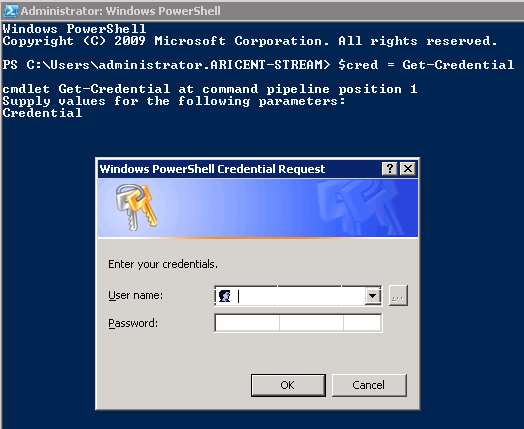 Administrator: Windows PowerShell
Windows PowerShell
Copyright (C) 2009 Microsoft Corporation. All rights reserved.
PS C:\Users\administrator.ARICENT-STREAM> $cred = Get-Credential
cmdlet Get-Credential at command pipeline position 1
Supply values for the following parameters:
Credential
Windows PowerShell Credential Request
Enter your credentials.
User name:
...
Password:
OK
Cancel